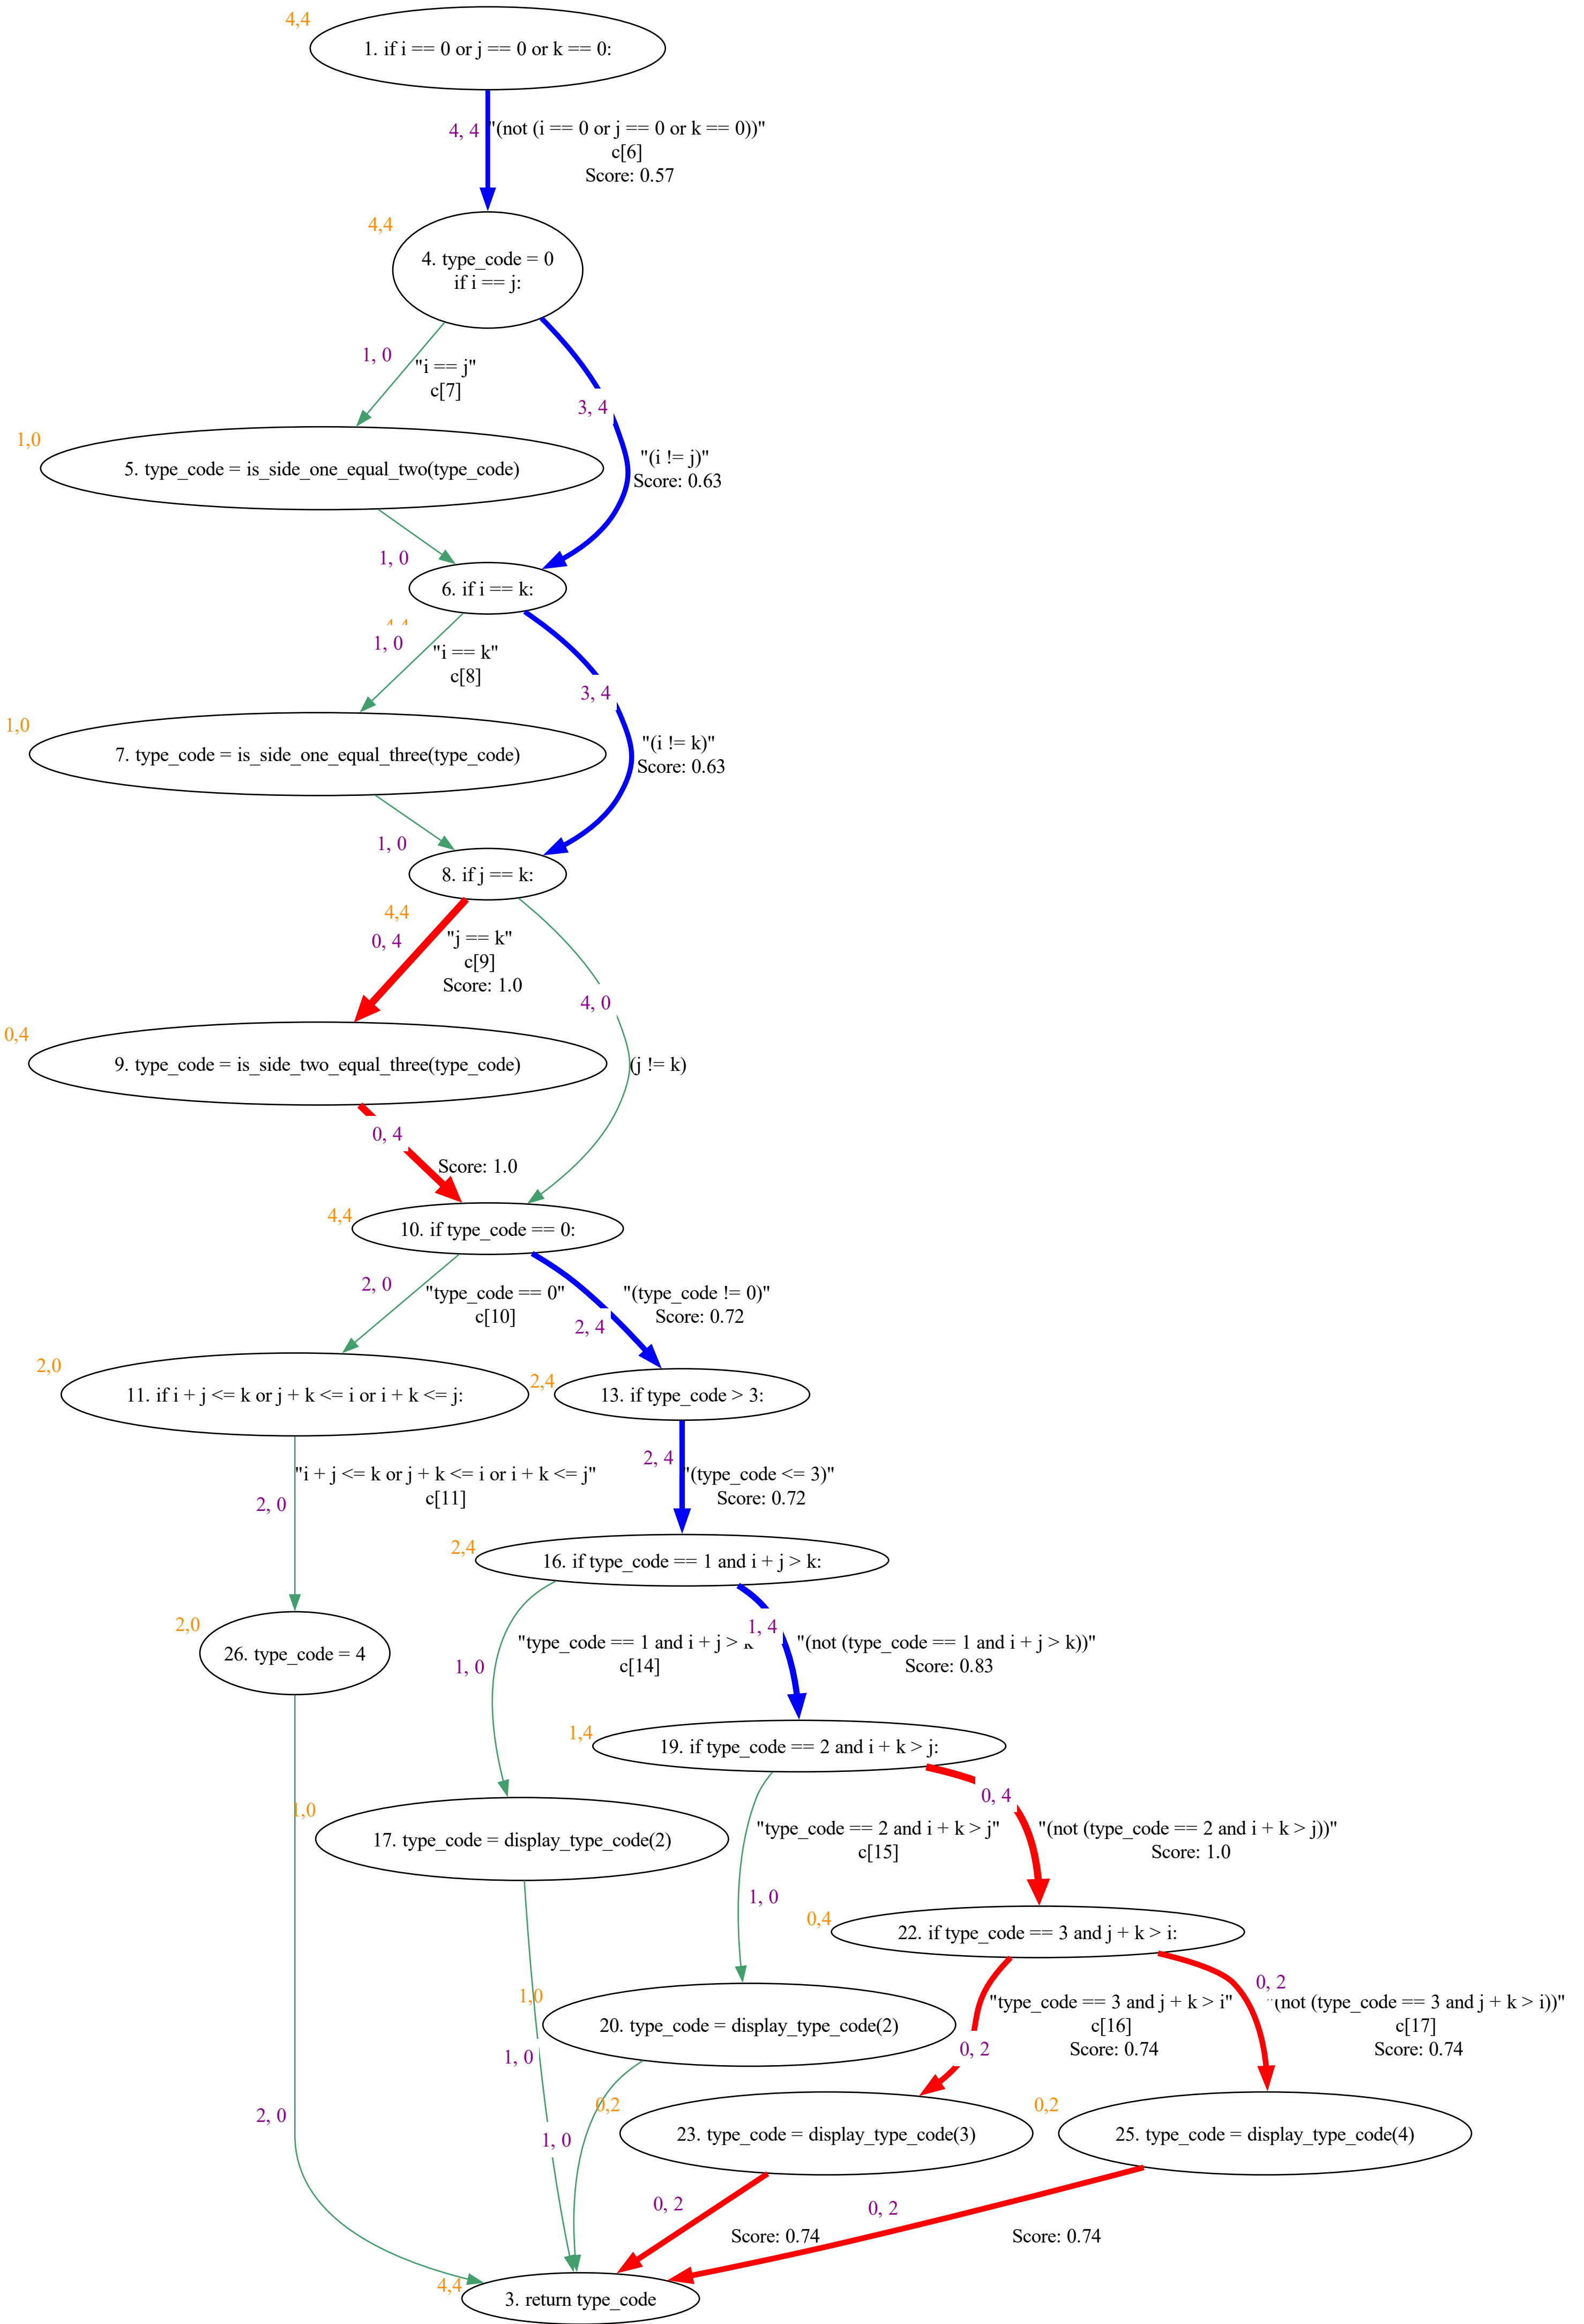 4,4
1. if i == 0 or j == 0 or k == 0:
4, 4
"(not (i == 0 or j == 0 or k == 0))"
c[6]
Score: 0.57
4,4
4. type_code = 0
if i == j:
1, 0
"i == j"
c[7]
3, 4
"(i != j)"
Score: 0.63
1,0
5. type_code = is_side_one_equal_two(type_code)
1, 0
6. if i == k:
1, 0
"i == k"
c[8]
3, 4
"(i != k)"
Score: 0.63
1,0
7. type_code = is_side_one_equal_three(type_code)
1, 0
8. if j == k:
4,4
0, 4
"j == k"
c[9]
Score: 1.0
4, 0
(j != k)
0,4
9. type_code = is_side_two_equal_three(type_code)
0, 4
Score: 1.0
4,4
10. if type_code == 0:
2, 0
"type_code == 0"
c[10]
2, 4
"(type_code != 0)"
Score: 0.72
2,0
11. if i + j <= k or j + k <= i or i + k <= j:
2,4
13. if type_code > 3:
2, 0
"i + j <= k or j + k <= i or i + k <= j"
c[11]
2, 4
"(type_code <= 3)"
Score: 0.72
2,4
16. if type_code == 1 and i + j > k:
2,0
26. type_code = 4
1, 0
"type_code == 1 and i + j >
c[14]
1, 4
"(not (type_code == 1 and i + j > k))"
Score: 0.83
1,4
19. if type_code == 2 and i + k > j:
1,0
17. type_code = display_type_code(2)
1, 0
"type_code == 2 and i + k > j"
c[15]
0, 4
"(not (type_code == 2 and i + k > j))"
Score: 1.0
0,4
22. if type_code == 3 and j + k > i:
1,0
20. type_code = display_type_code(2)
1, 0
0, 2
"type_code == 3 and j + k > i"
c[16]
Score: 0.74
0, 2
(not (type_code == 3 and j + k > i))"
c[17]
Score: 0.74
0,2
23. type_code = display_type_code(3)
0,2
25. type_code = display_type_code(4)
2, 0
1, 0
0, 2
Score: 0.74
0, 2
Score: 0.74
4,4
3. return type_code